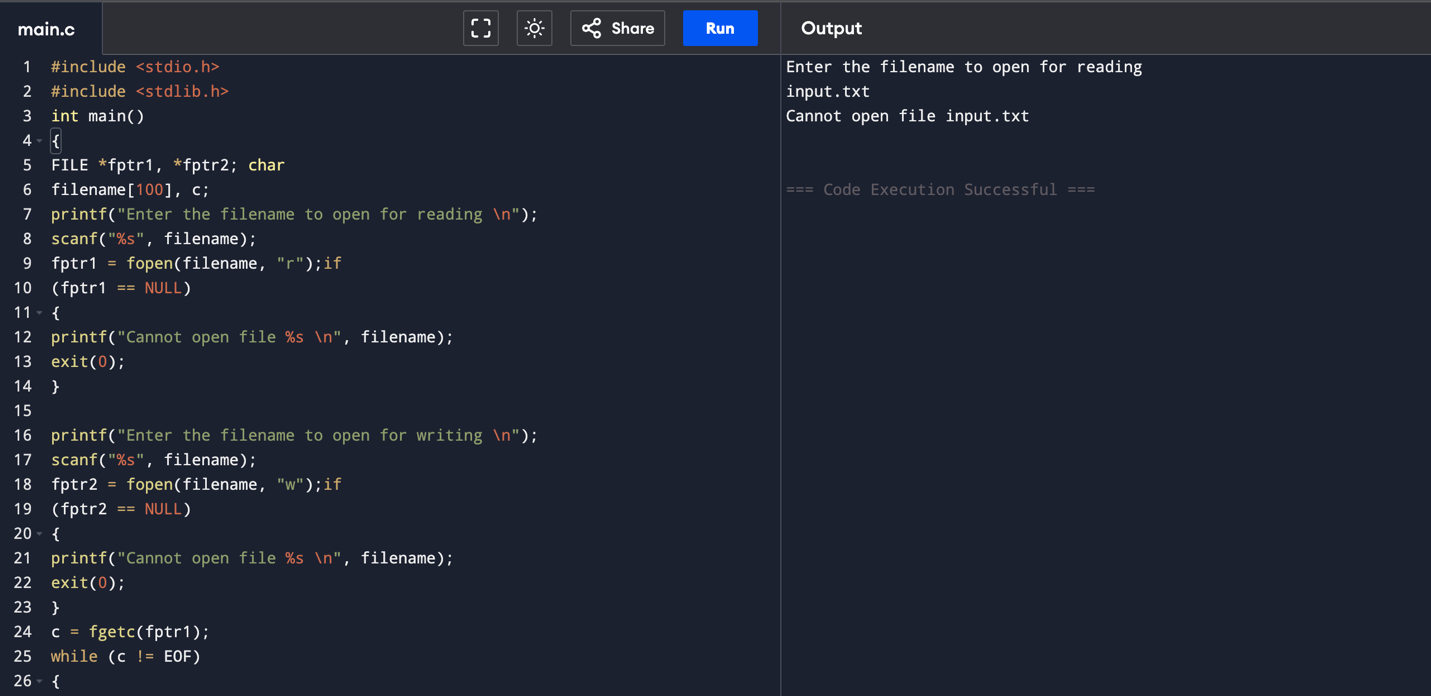 main.c
Share
Run
Output
1 #include <stdio.h>
2 #include <stdlib.h>
3 int main()
4 {
5 FILE *fptr1, *fptr2; char
6 filename[100], c;
7 printf("Enter the filename to open for reading \n");
8 scanf("%s", filename);
9 fptr1 = fopen(filename, "r");if
10 (fptr1 == NULL)
11 {
12 printf("Cannot open file %s \n", filename);
13 exit(0);
14 }
15
16 printf("Enter the filename to open for writing \n");
17 scanf("%s", filename);
18 fptr2 = fopen(filename, "w");if
19 (fptr2 == NULL)
20 {
21 printf("Cannot open file %s \n", filename);
22 exit(0);
23 }
24 c = fgetc(fptr1);
25 while (c != EOF)
26 {
Enter the filename to open for reading
input.txt
Cannot open file input.txt
=== Code Execution Successful ===